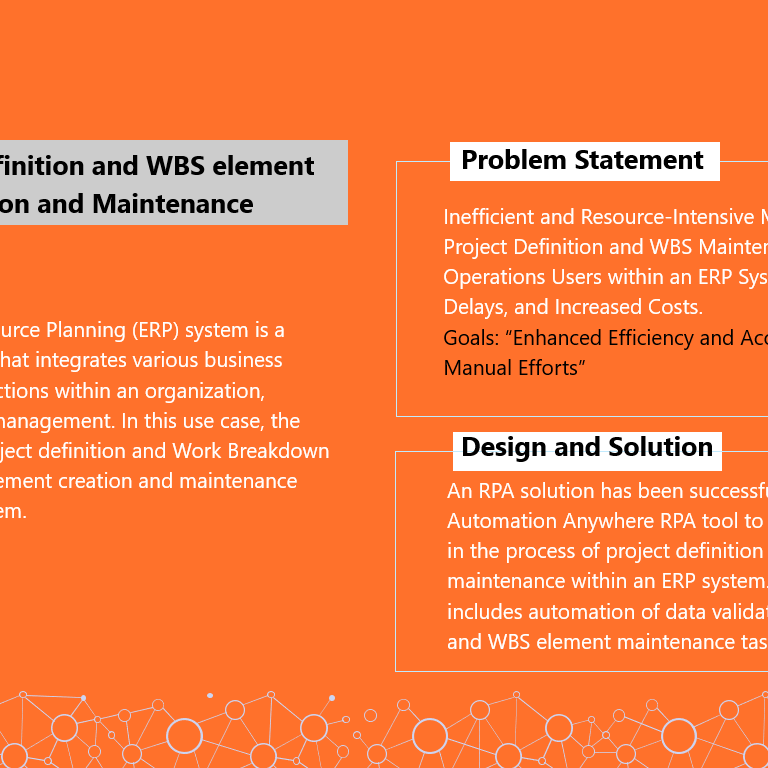 finition and WBS element
on and Maintenance
urce Planning (ERP) system is a
hat integrates various business
ctions within an organization,
management. In this use case, the
ject definition and Work Breakdown
ement creation and maintenance
em.
Problem Statement
Inefficient and Resource-Intensive M
Project Definition and WBS Mainten
Operations Users within an ERP Sys
Delays, and Increased Costs.
Goals: “Enhanced Efficiency and Acc
Manual Efforts”
Design and Solution
An RPA solution has been successfu
Automation Anywhere RPA tool to
in the process of project definition
maintenance within an ERP system.
includes automation of data validat
and WBS element maintenance tas